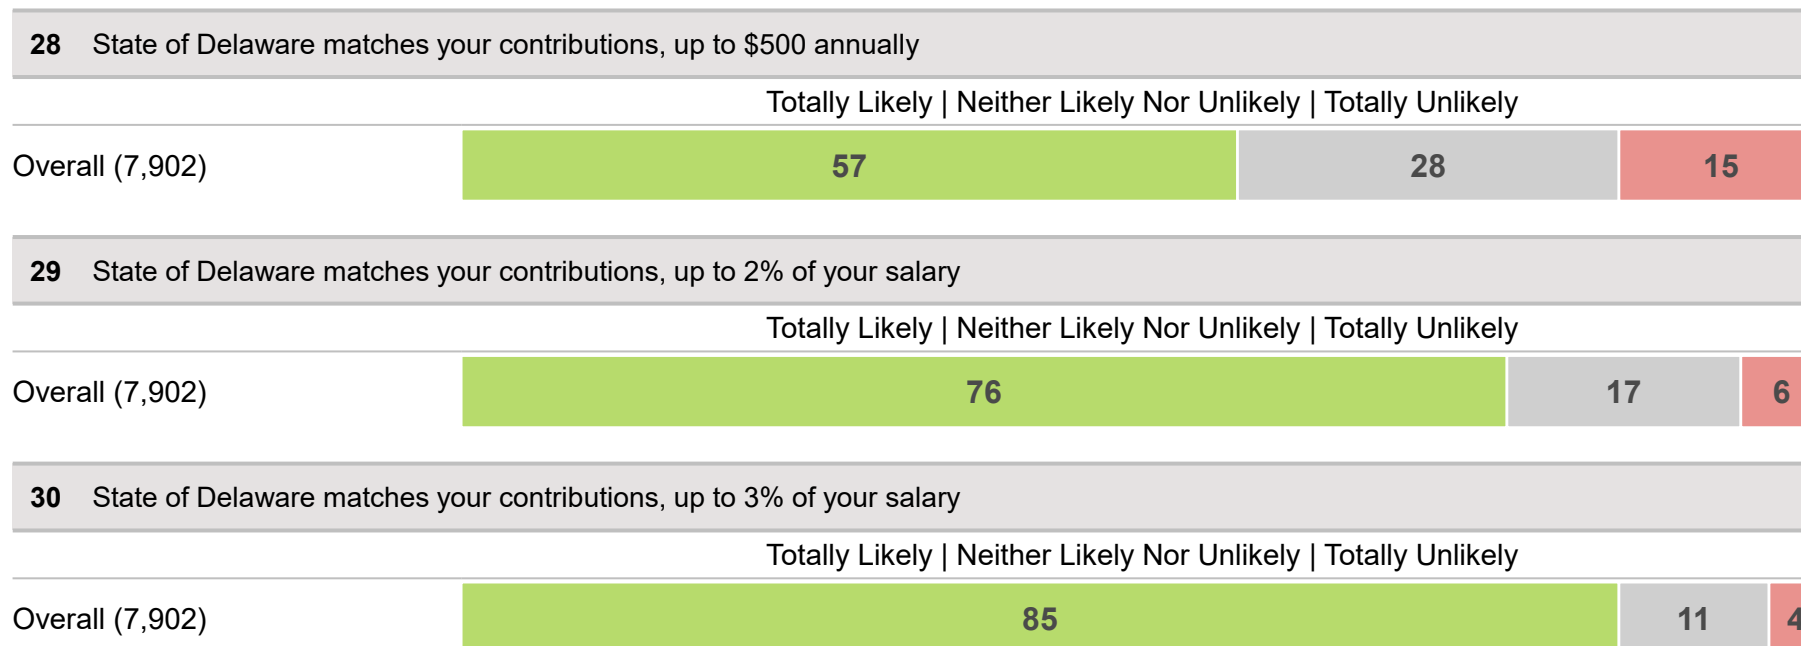 28 State of Delaware matches your contributions, up to $500 annually
Totally Likely | Neither Likely Nor Unlikely | Totally Unlikely
Overall (7,902) 57 28 15
29 State of Delaware matches your contributions, up to 2% of your salary
Totally Likely | Neither Likely Nor Unlikely | Totally Unlikely
Overall (7,902) 76 17 6
30 State of Delaware matches your contributions, up to 3% of your salary
Totally Likely | Neither Likely Nor Unlikely | Totally Unlikely
Overall (7,902) 85 11 4